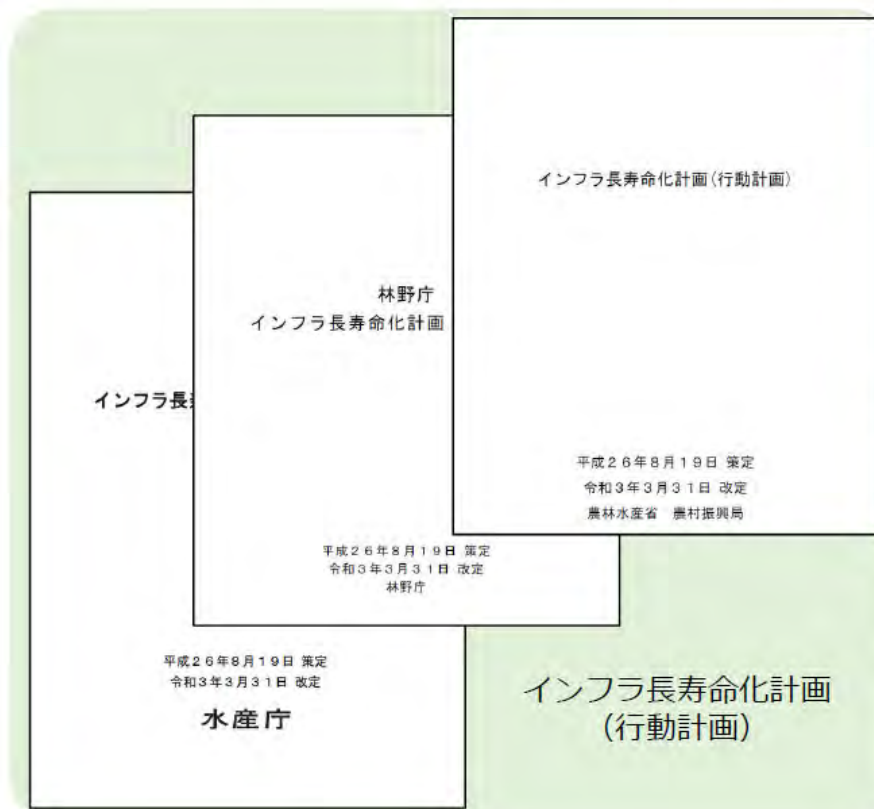 インフラ長寿命化計画(行動計画)
平成26年8月19日 策定
令和3年3月31日 改定
農林水産省 農村振興局
林野庁
インフラ長寿命化計画
平成26年8月19日 策定
令和3年3月31日 改定
林野庁
インフラ長
平成26年8月19日 策定
令和3年3月31日 改定
水産庁
インフラ長寿命化計画
(行動計画)